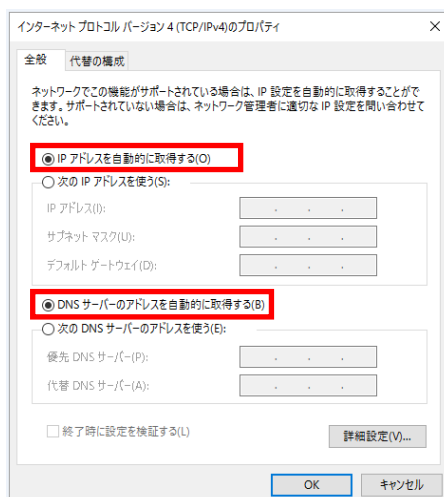 インターネット プロトコル バージョン 4 (TCP/IPv4)のプロパティ
全般 代替の構成
ネットワークでこの機能がサポートされている場合は、IP 設定を自動的に取得することがで
きます。サポートされていない場合は、ネットワーク管理者に適切な IP 設定を問い合わせて
ください。
IP アドレスを自動的に取得する(O)
次の IP アドレスを使う(S):
IP アドレス(I):
サブネット マスク(U):
デフォルト ゲートウェイ(D):
DNS サーバーのアドレスを自動的に取得する(B)
次の DNS サーバーのアドレスを使う(E):
優先 DNS サーバー(P):
代替 DNS サーバー(A):
終了時に設定を検証する(L)
詳細設定(V)...
OK キャンセル